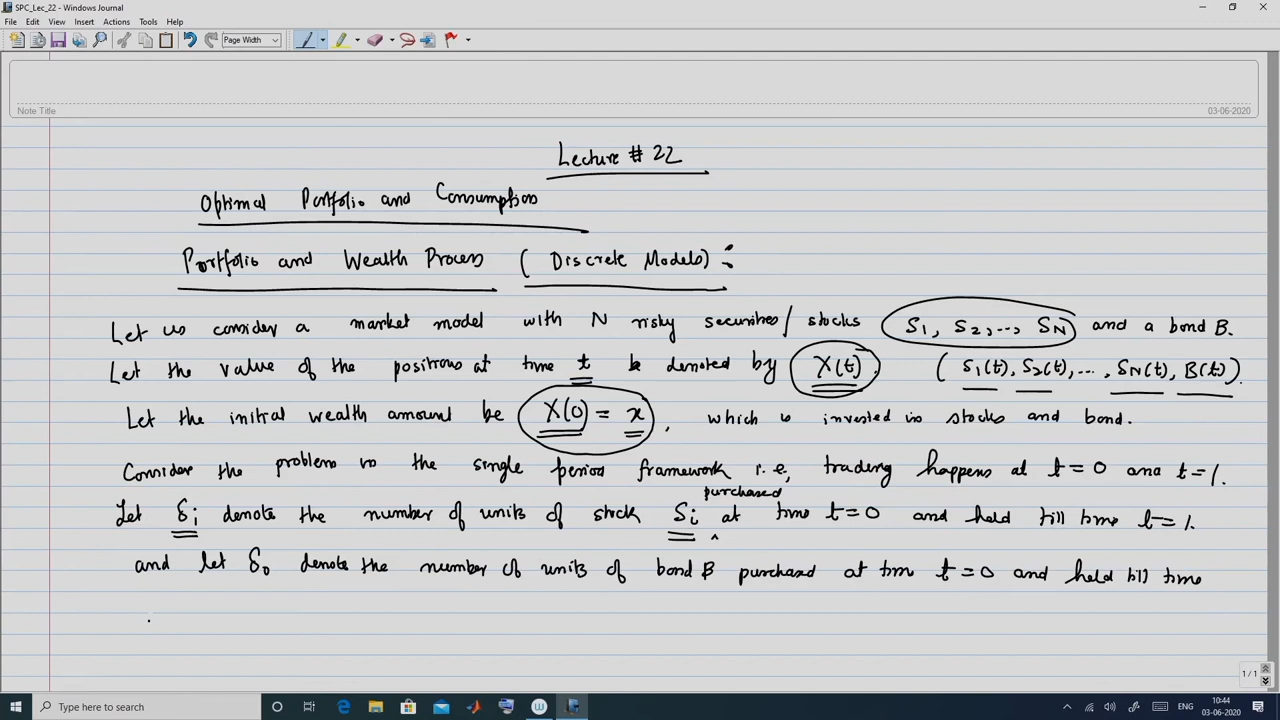 SPC_Lec_22 - Windows Journal
File Edit View Insert Actions Tools Help
Page Width
Note Title
03-06-2020
Lecture # 22
Optimal Portfolio and Consumption
Portfolio and Wealth Process (Discrete Models) :
Let us consider a market model with N risky securities/stocks S1, S2,..., SN and a bond B.
Let the value of the positions at time t be denoted by X(t). (S1(t), S2(t),..., SN(t), B(t)).
Let the initial wealth amount be X(0) = x, which is invested in stocks and bond.
Consider the problem in the single period framework i.e, trading happens at t=0 and t=1.
purchased
Let δi denote the number of units of stock Si ^ at time t=0 and held till time t=1.
and let δ0 denote the number of units of bond B purchased at time t=0 and held till time
1/1
Type here to search
ENG
10:44
03-06-2020